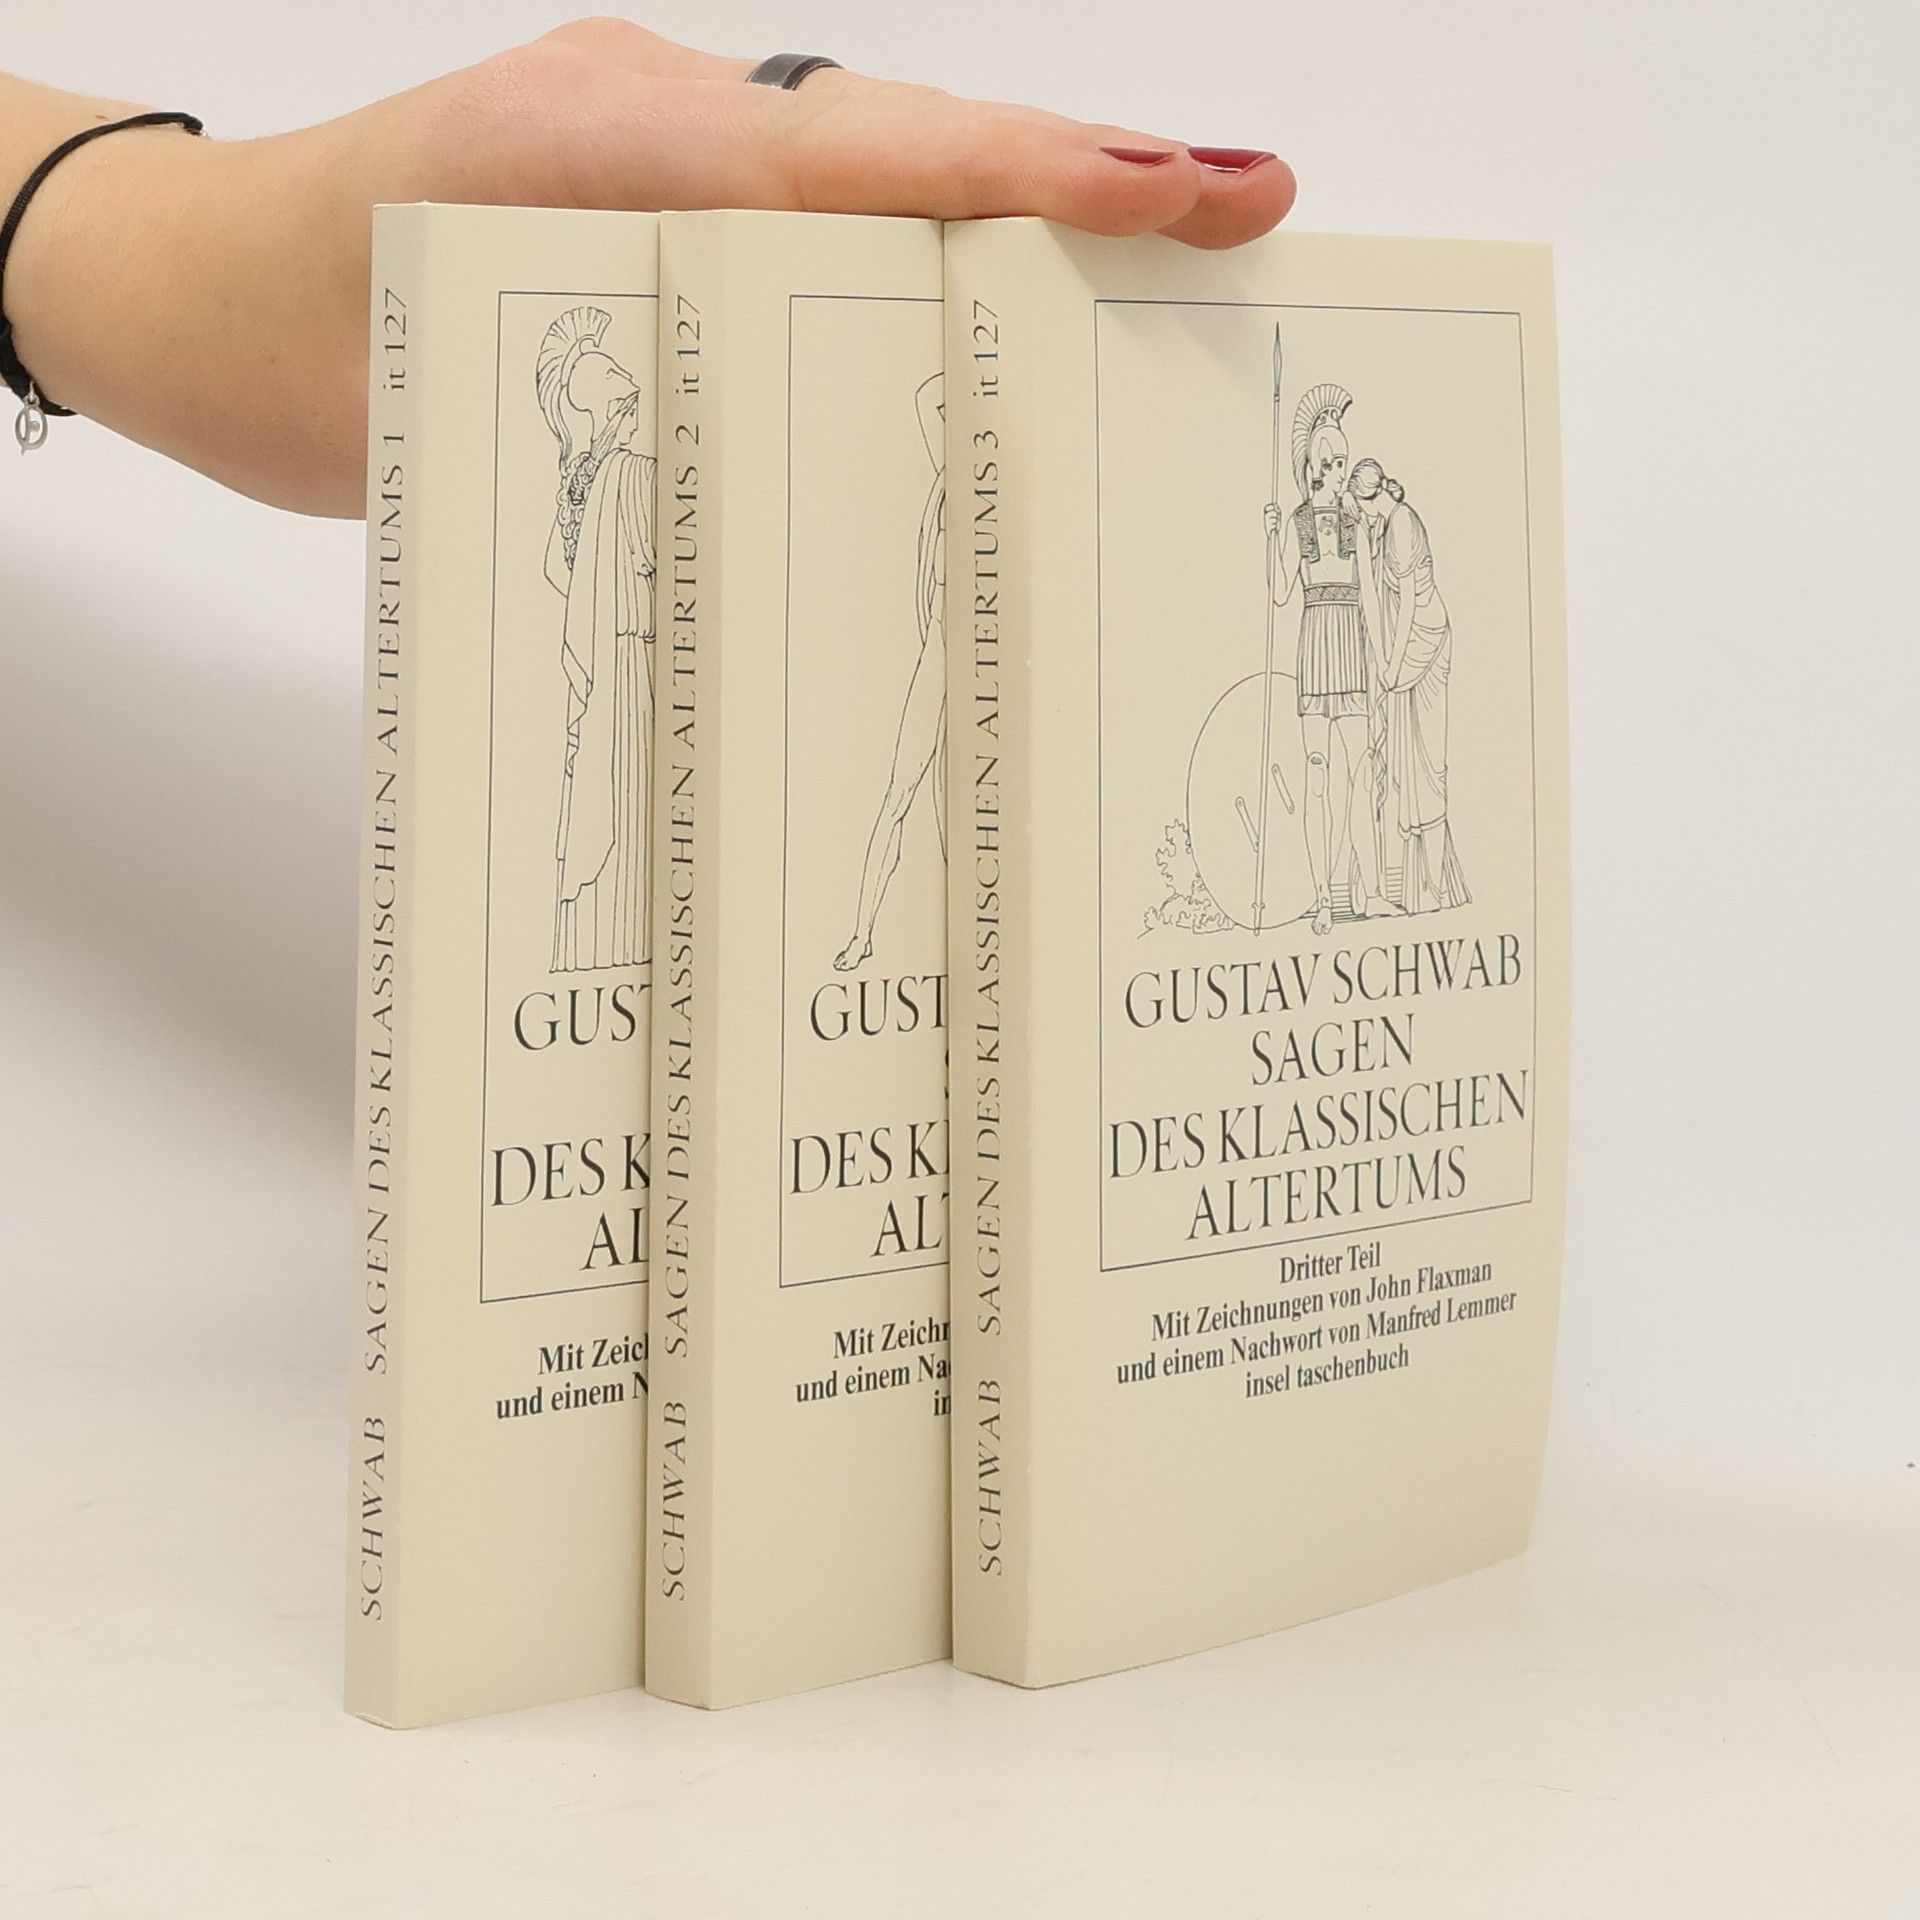 SCHWAB SAGEN DES KLASSISCHEN ALTERTUMS 1 it 127
GUST
DES K
AL
Mit Zeich
und einem N
SCHWAB SAGEN DES KLASSISCHEN ALTERTUMS 2 it 127
GUST
DES KL
ALT
Mit Zeichn
und einem Na
in
SCHWAB SAGEN DES KLASSISCHEN ALTERTUMS 3 it 127
GUSTAV SCHWAB
SAGEN
DES KLASSISCHEN
ALTERTUMS
Dritter Teil
Mit Zeichnungen von John Flaxman
und einem Nachwort von Manfred Lemmer
insel taschenbuch